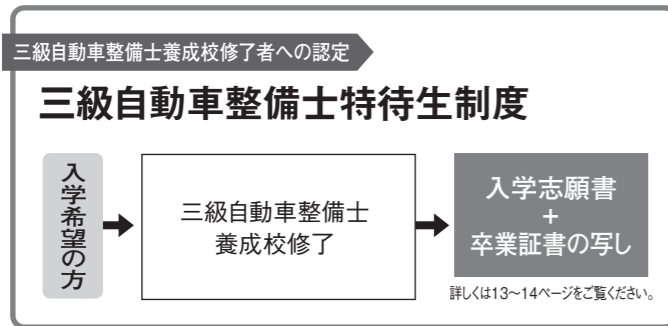 三級自動車整備士養成校修了者への認定
三級自動車整備士特待生制度
入学希望の方
三級自動車整備士
養成校修了
入学志願書
+
卒業証書の写し
詳しくは13〜14ページをご覧ください。